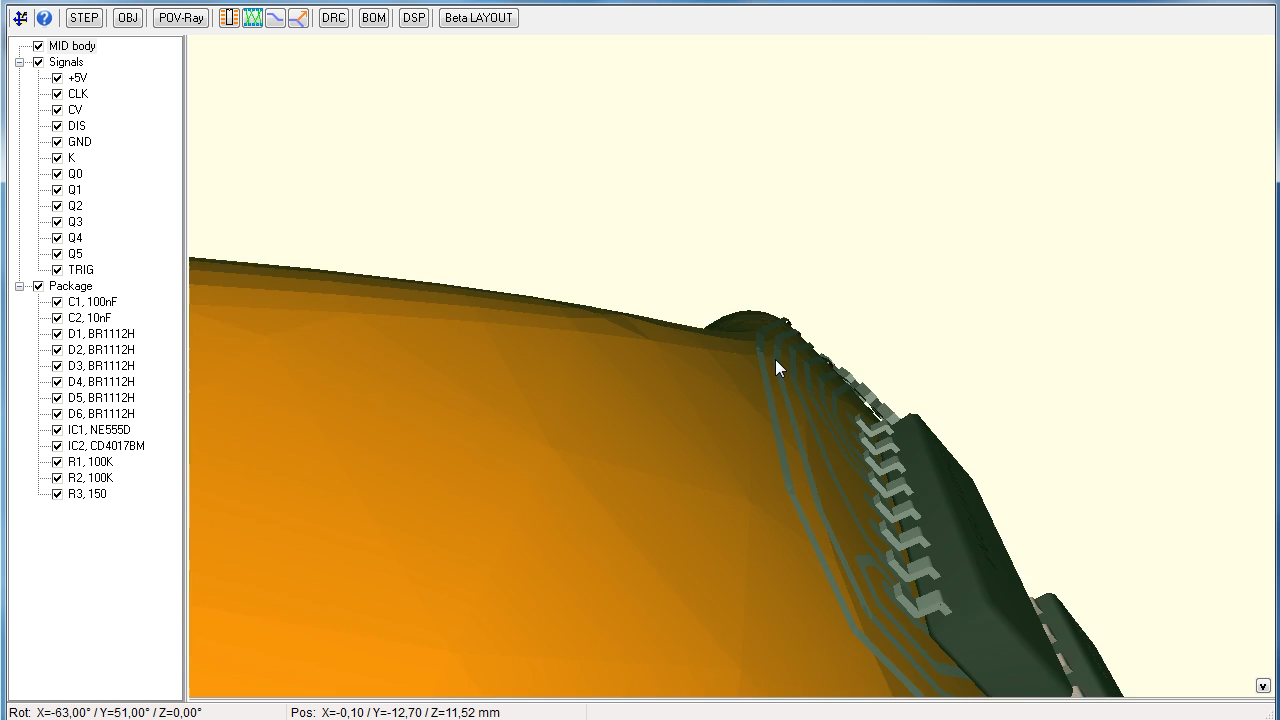 STEP OBJ POV-Ray DRC BOM DSP Beta LAYOUT
MID body
Signals
+5V
CLK
CV
DIS
GND
K
Q0
Q1
Q2
Q3
Q4
Q5
TRIG
Package
C1, 100nF
C2, 10nF
D1, BR1112H
D2, BR1112H
D3, BR1112H
D4, BR1112H
D5, BR1112H
D6, BR1112H
IC1, NE555D
IC2, CD4017BM
R1, 100K
R2, 100K
R3, 150
Rot: X=-63,00° / Y=51,00° / Z=0,00° Pos: X=-0,10 / Y=-12,70 / Z=11,52 mm